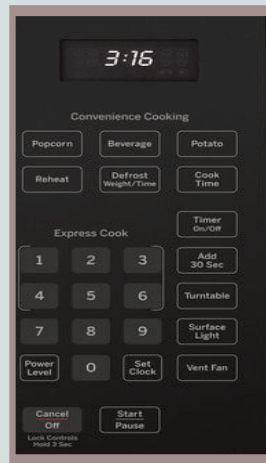 3:16
Convenience Cooking
Popcorn Beverage Potato
Reheat Defrost Weight/Time Cook Time
Timer On/Off
Express Cook
1 2 3 Add 30 Sec
4 5 6 Turntable
7 8 9 Surface Light
Power Level 0 Set Clock Vent Fan
Cancel Off Start Pause
Lock Controls
Hold 3 Sec